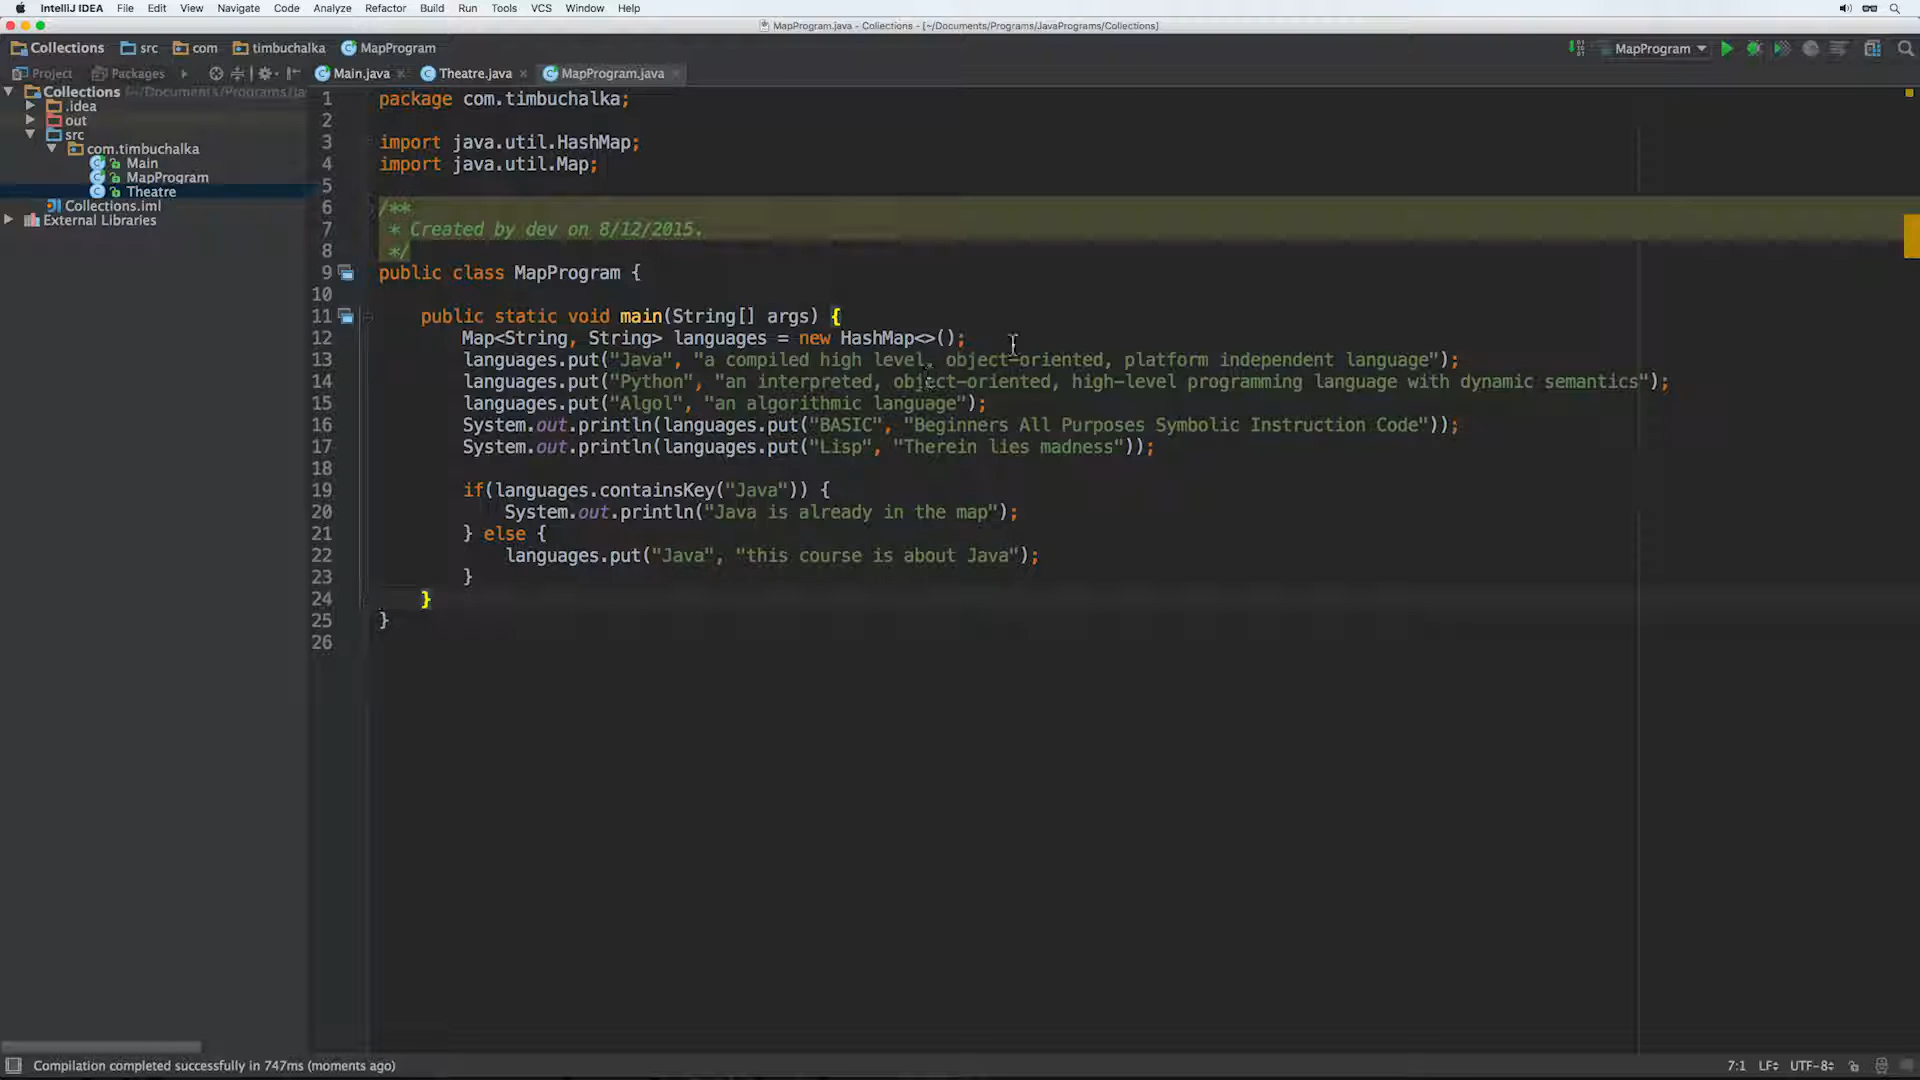 IntelliJ IDEA File Edit View Navigate Code Analyze Refactor Build Run Tools VCS Window Help
MapProgram.java - Collections - [~/Documents/Programs/JavaPrograms/Collections]
Collections src com timbuchalka MapProgram MapProgram
Project Packages Main.java Theatre.java MapProgram.java
Collections ~/Documents/Programs/Ja
.idea
out
src
com.timbuchalka
Main
MapProgram
Theatre
Collections.iml
External Libraries
1 package com.timbuchalka;
2
3 import java.util.HashMap;
4 import java.util.Map;
5
6 /**
7 * Created by dev on 8/12/2015.
8 */
9 public class MapProgram {
10
11 public static void main(String[] args) {
12 Map<String, String> languages = new HashMap<>();
13 languages.put("Java", "a compiled high level, object-oriented, platform independent language");
14 languages.put("Python", "an interpreted, object-oriented, high-level programming language with dynamic semantics");
15 languages.put("Algol", "an algorithmic language");
16 System.out.println(languages.put("BASIC", "Beginners All Purposes Symbolic Instruction Code"));
17 System.out.println(languages.put("Lisp", "Therein lies madness"));
18
19 if(languages.containsKey("Java")) {
20 System.out.println("Java is already in the map");
21 } else {
22 languages.put("Java", "this course is about Java");
23 }
24 }
25 }
26
Compilation completed successfully in 747ms (moments ago) 7:1 LF UTF-8